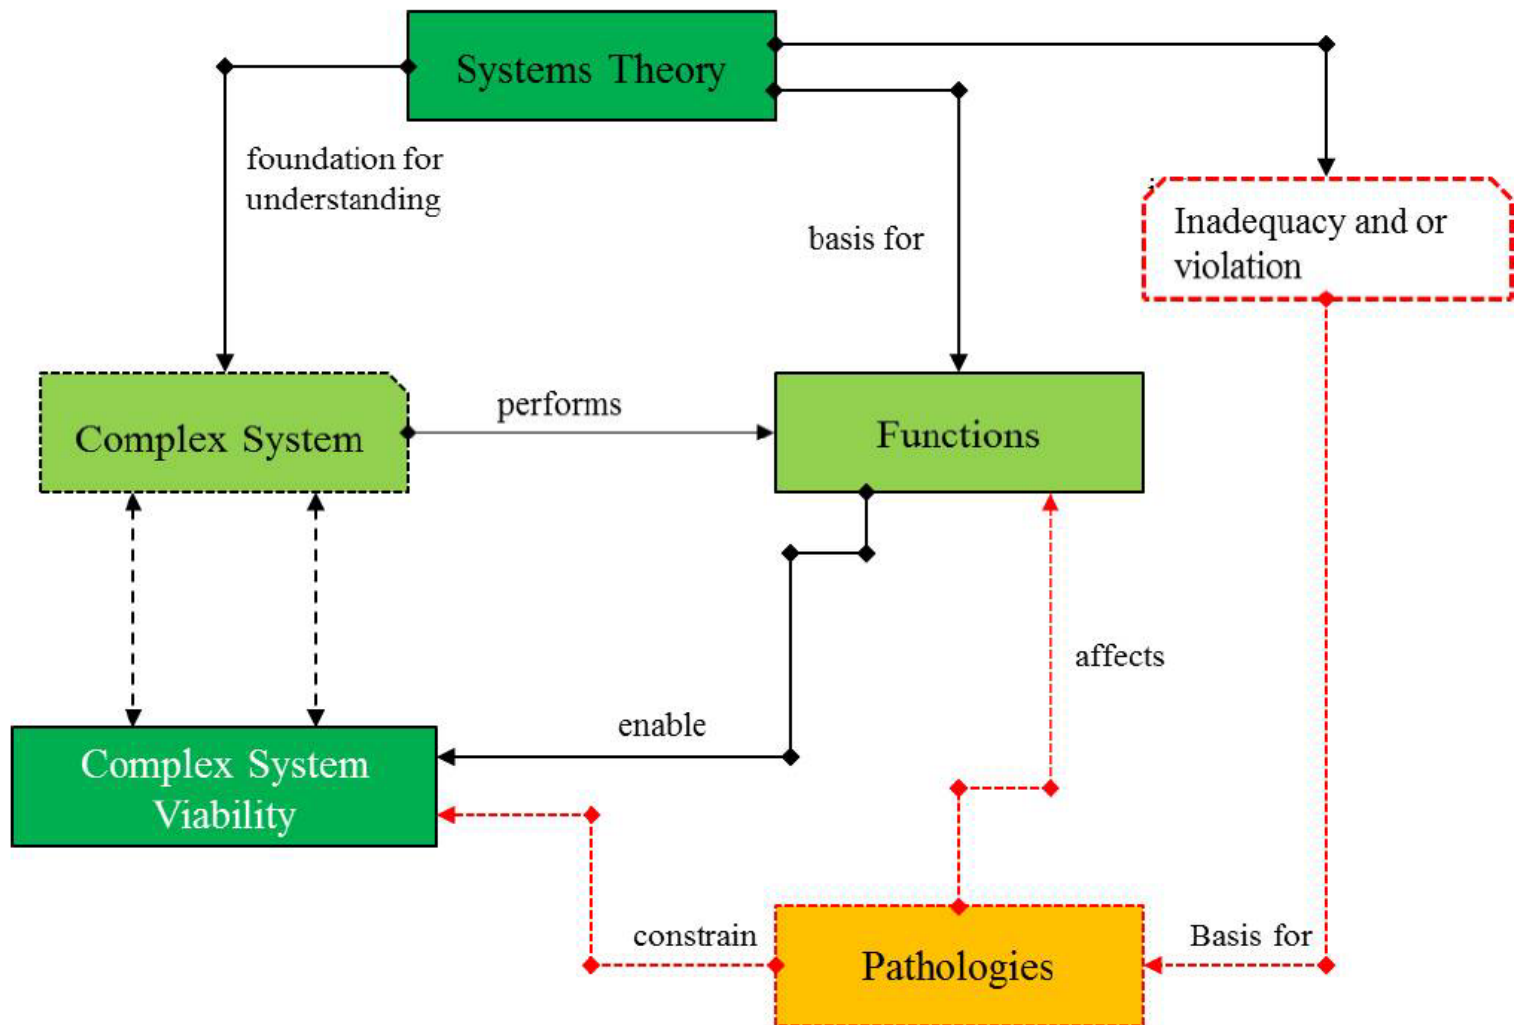 Systems Theory
foundation for
understanding
basis for
Inadequacy and or
violation
Complex System
performs
Functions
affects
enable
Complex System
Viability
constrain
Pathologies
Basis for